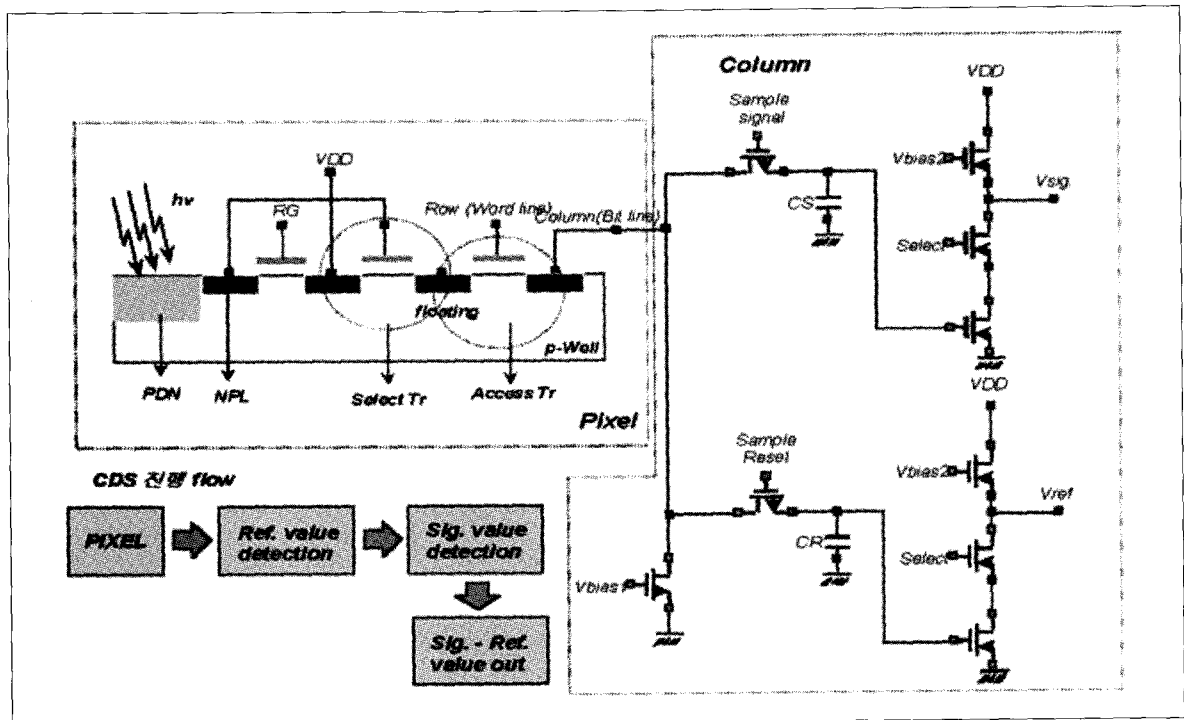 Column
VDD
Sample
signal
Vbias2
Vsig
CS
Select
VDD
hv
RG
Row (Word line)
Column(Bit line)
floating
p-Well
PDN
NPL
Select Tr
Access Tr
Pixel
VDD
Sample
Reset
Vbias2
Vref
CR
Select
Vbias1
CDS 진행 flow
PIXEL
Ref. value
detection
Sig. value
detection
Sig. - Ref.
value out